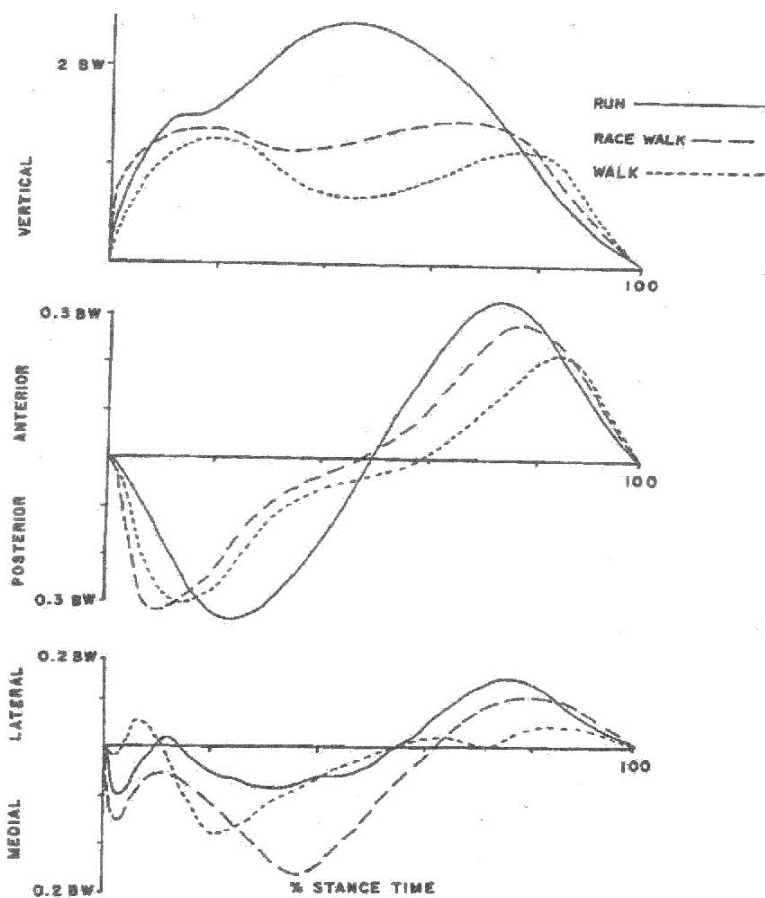 2 BW
RUN
RACE WALK
WALK
VERTICAL
100
0.3 BW
ANTERIOR
100
POSTERIOR
0.3 BW
0.2 BW
LATERAL
100
MEDIAL
0.2 BW
% STANCE TIME